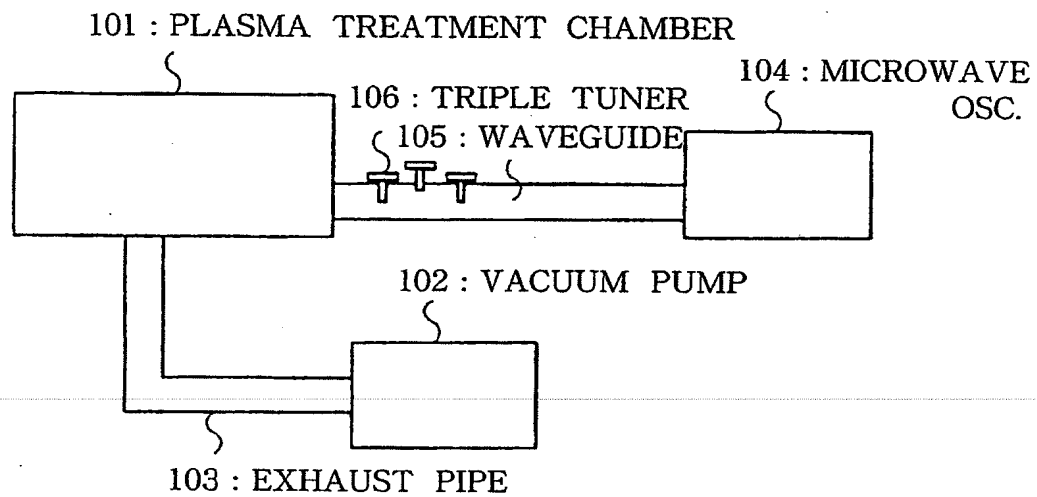 101 : PLASMA TREATMENT CHAMBER
104 : MICROWAVE
OSC.
106 : TRIPLE TUNER
105 : WAVEGUIDE
102 : VACUUM PUMP
103 : EXHAUST PIPE